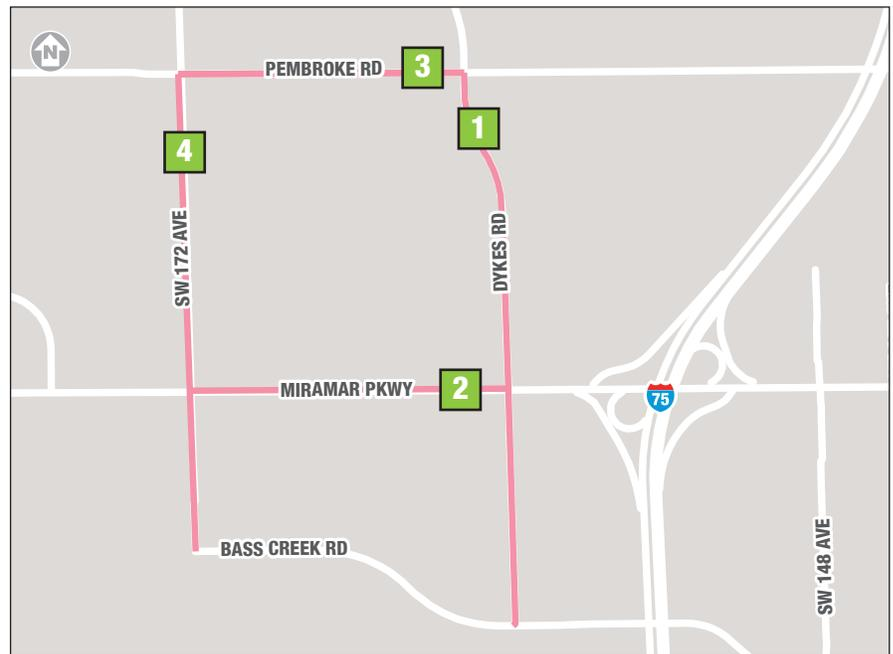 N
PEMBROKE RD
3
1
4
SW 172 AVE
DYKES RD
MIRAMAR PKWY
2
75
BASS CREEK RD
SW 148 AVE